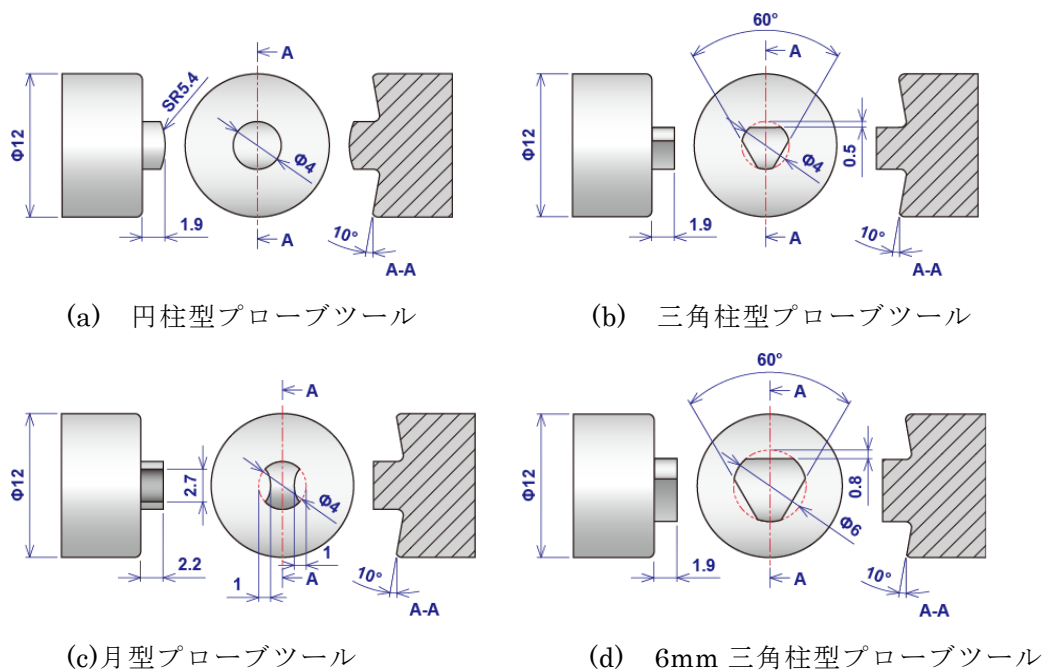 A
SR5.4
Φ12
Φ4
1.9
A
10°
A-A
(a) 円柱型プローブツール
60°
A
Φ12
Φ4
0.5
1.9
A
10°
A-A
(b) 三角柱型プローブツール
A
Φ12
2.7
Φ4
2.2
1
1
A
10°
A-A
(c)月型プローブツール
60°
A
Φ12
0.8
Φ6
1.9
A
10°
A-A
(d) 6mm 三角柱型プローブツール